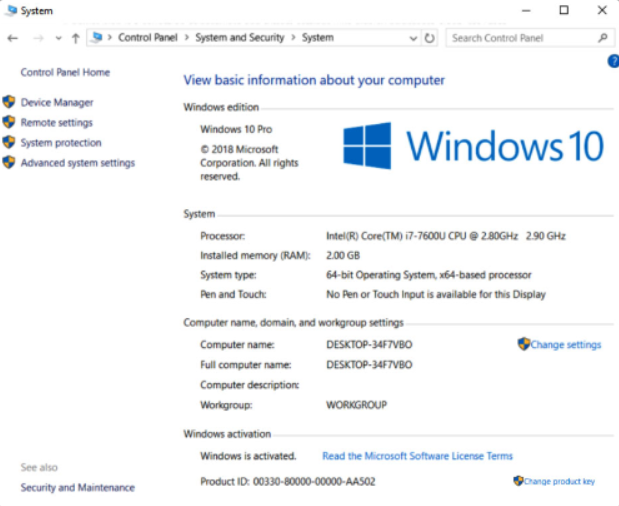 System
Control Panel > System and Security > System
Search Control Panel
?
Control Panel Home
Device Manager
Remote settings
System protection
Advanced system settings
See also
Security and Maintenance
View basic information about your computer
Windows edition
Windows 10 Pro
© 2018 Microsoft
Corporation. All rights
reserved.
Windows 10
System
Processor: Intel(R) Core(TM) i7-7600U CPU @ 2.80GHz 2.90 GHz
Installed memory (RAM): 2.00 GB
System type: 64-bit Operating System, x64-based processor
Pen and Touch: No Pen or Touch Input is available for this Display
Computer name, domain, and workgroup settings
Computer name: DESKTOP-34F7VBO
Change settings
Full computer name: DESKTOP-34F7VBO
Computer description:
Workgroup: WORKGROUP
Windows activation
Windows is activated. Read the Microsoft Software License Terms
Product ID: 00330-80000-00000-AA502
Change product key